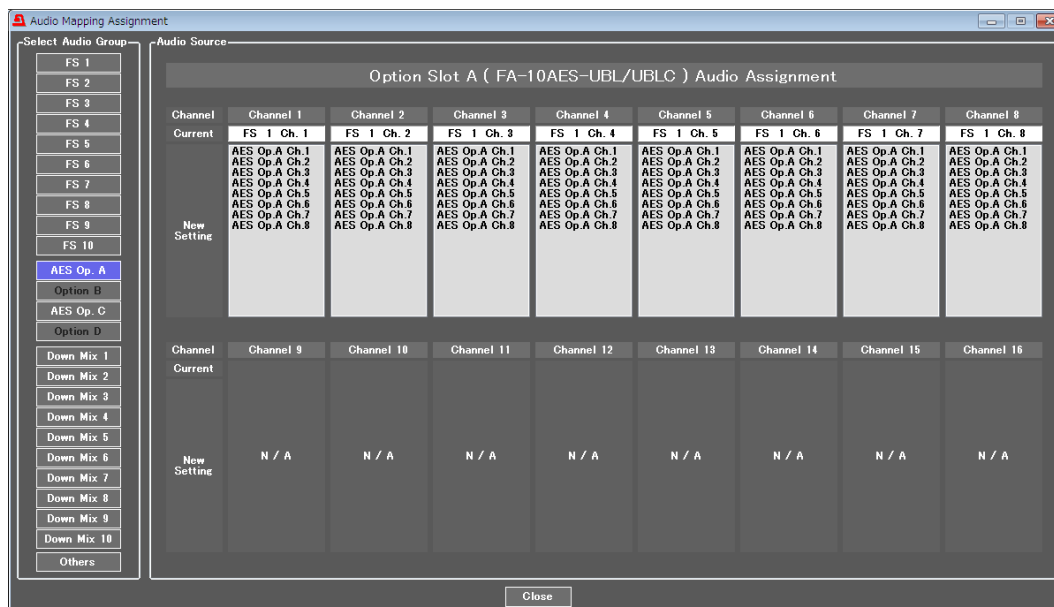 Audio Mapping Assignment
Select Audio Group
FS 1
FS 2
FS 3
FS 4
FS 5
FS 6
FS 7
FS 8
FS 9
FS 10
AES Op. A
Option B
AES Op. C
Option D
Down Mix 1
Down Mix 2
Down Mix 3
Down Mix 4
Down Mix 5
Down Mix 6
Down Mix 7
Down Mix 8
Down Mix 9
Down Mix 10
Others
Audio Source
Option Slot A ( FA-10AES-UBL/UBLC ) Audio Assignment
Channel Channel 1 Channel 2 Channel 3 Channel 4 Channel 5 Channel 6 Channel 7 Channel 8
Current FS 1 Ch. 1 FS 1 Ch. 2 FS 1 Ch. 3 FS 1 Ch. 4 FS 1 Ch. 5 FS 1 Ch. 6 FS 1 Ch. 7 FS 1 Ch. 8
AES Op.A Ch.1 AES Op.A Ch.1 AES Op.A Ch.1 AES Op.A Ch.1 AES Op.A Ch.1 AES Op.A Ch.1 AES Op.A Ch.1 AES Op.A Ch.1
AES Op.A Ch.2 AES Op.A Ch.2 AES Op.A Ch.2 AES Op.A Ch.2 AES Op.A Ch.2 AES Op.A Ch.2 AES Op.A Ch.2 AES Op.A Ch.2
AES Op.A Ch.3 AES Op.A Ch.3 AES Op.A Ch.3 AES Op.A Ch.3 AES Op.A Ch.3 AES Op.A Ch.3 AES Op.A Ch.3 AES Op.A Ch.3
AES Op.A Ch.4 AES Op.A Ch.4 AES Op.A Ch.4 AES Op.A Ch.4 AES Op.A Ch.4 AES Op.A Ch.4 AES Op.A Ch.4 AES Op.A Ch.4
AES Op.A Ch.5 AES Op.A Ch.5 AES Op.A Ch.5 AES Op.A Ch.5 AES Op.A Ch.5 AES Op.A Ch.5 AES Op.A Ch.5 AES Op.A Ch.5
AES Op.A Ch.6 AES Op.A Ch.6 AES Op.A Ch.6 AES Op.A Ch.6 AES Op.A Ch.6 AES Op.A Ch.6 AES Op.A Ch.6 AES Op.A Ch.6
AES Op.A Ch.7 AES Op.A Ch.7 AES Op.A Ch.7 AES Op.A Ch.7 AES Op.A Ch.7 AES Op.A Ch.7 AES Op.A Ch.7 AES Op.A Ch.7
AES Op.A Ch.8 AES Op.A Ch.8 AES Op.A Ch.8 AES Op.A Ch.8 AES Op.A Ch.8 AES Op.A Ch.8 AES Op.A Ch.8 AES Op.A Ch.8
New
Setting
Channel Channel 9 Channel 10 Channel 11 Channel 12 Channel 13 Channel 14 Channel 15 Channel 16
Current
N / A N / A N / A N / A N / A N / A N / A N / A
New
Setting
Close